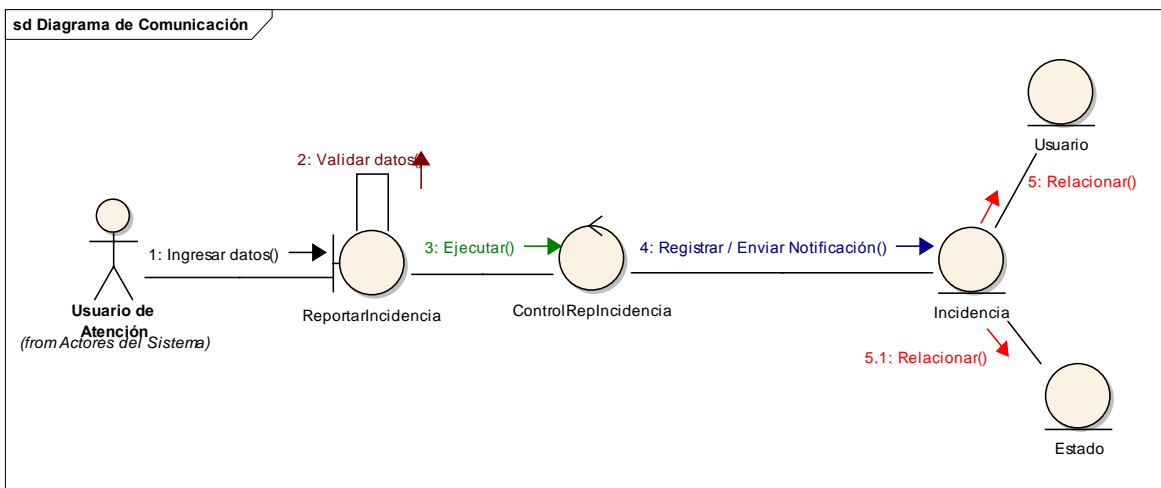 sd Diagrama de Comunicación
Usuario
2: Validar datos()
5: Relacionar()
1: Ingresar datos()
3: Ejecutar()
4: Registrar / Enviar Notificación()
ReportarIncidencia
ControlRepIncidencia
Incidencia
Usuario de
Atención
(from Actores del Sistema)
5.1: Relacionar()
Estado